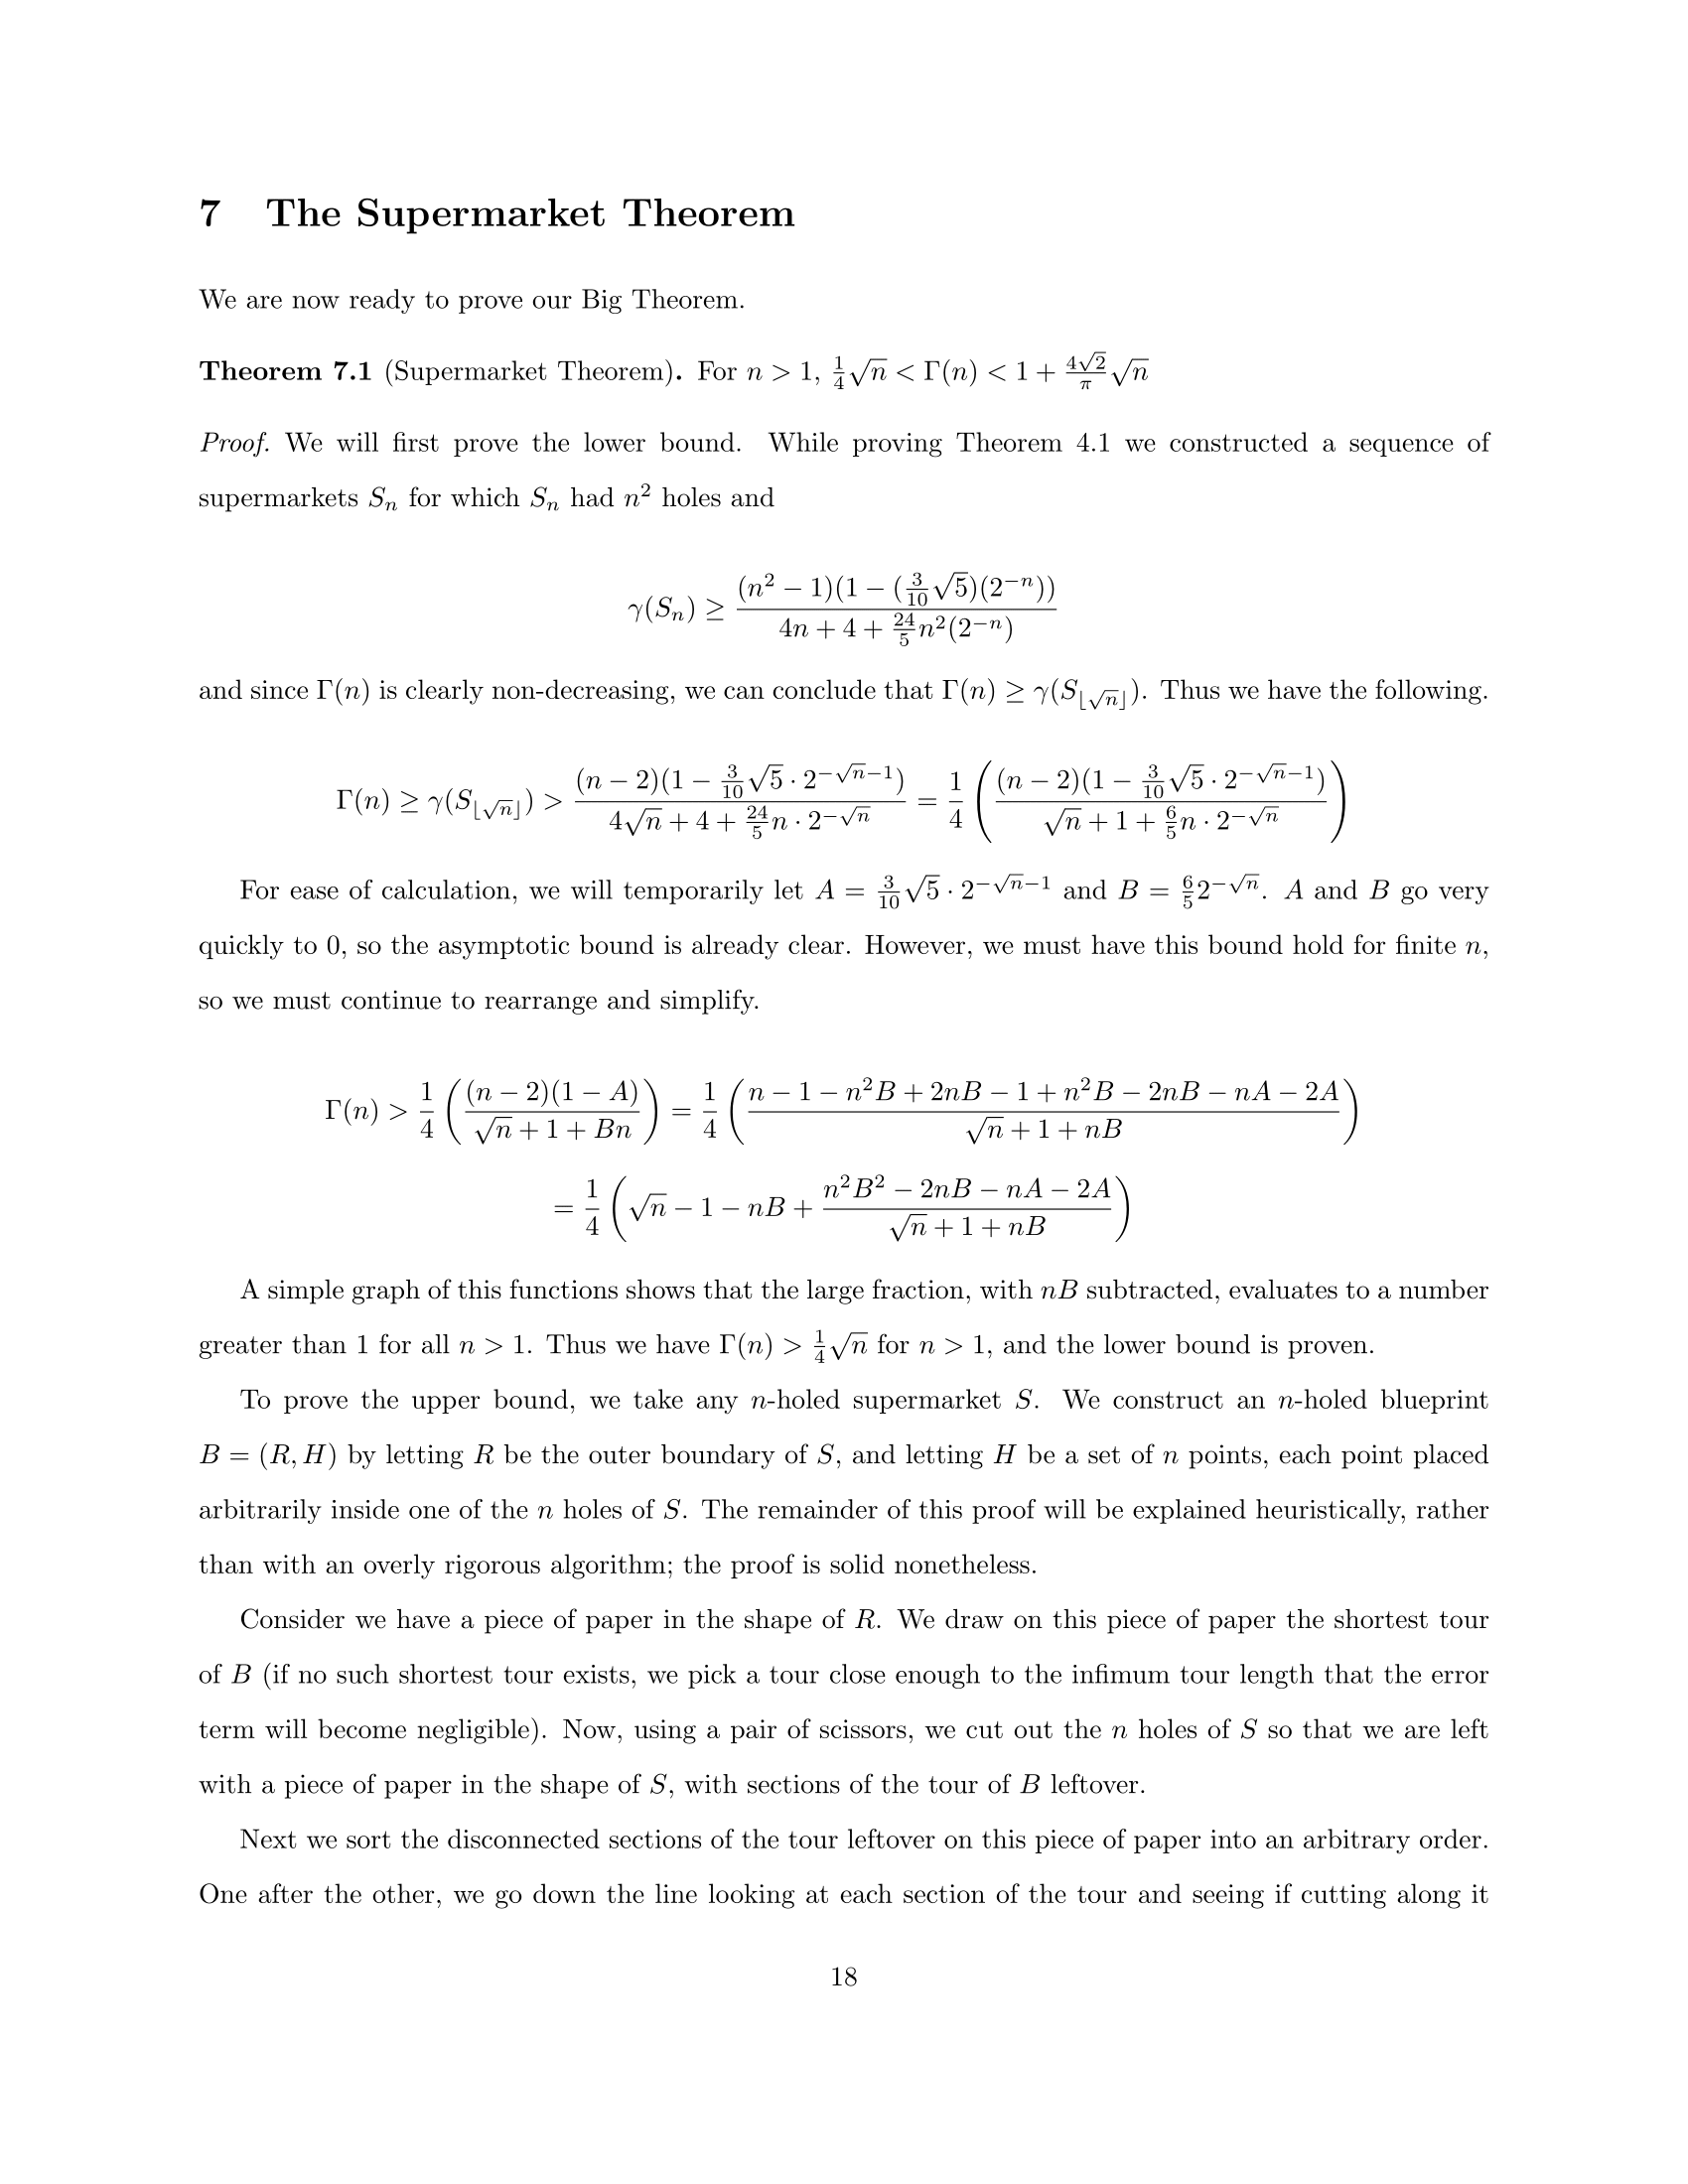 7 The Supermarket Theorem
We are now ready to prove our Big Theorem.
Theorem 7.1 (Supermarket Theorem). For $n > 1$, $\frac{1}{4}\sqrt{n} < \Gamma(n) < 1 + \frac{4\sqrt{2}}{\pi}\sqrt{n}$
Proof. We will first prove the lower bound. While proving Theorem 4.1 we constructed a sequence of
supermarkets $S_n$ for which $S_n$ had $n^2$ holes and
$$\gamma(S_n) \geq \frac{(n^2 - 1)(1 - (\frac{3}{10}\sqrt{5})(2^{-n}))}{4n + 4 + \frac{24}{5}n^2(2^{-n})}$$
and since $\Gamma(n)$ is clearly non-decreasing, we can conclude that $\Gamma(n) \geq \gamma(S_{\lfloor\sqrt{n}\rfloor})$. Thus we have the following.
$$\Gamma(n) \geq \gamma(S_{\lfloor\sqrt{n}\rfloor}) > \frac{(n - 2)(1 - \frac{3}{10}\sqrt{5} \cdot 2^{-\sqrt{n}-1})}{4\sqrt{n} + 4 + \frac{24}{5}n \cdot 2^{-\sqrt{n}}} = \frac{1}{4}\left(\frac{(n - 2)(1 - \frac{3}{10}\sqrt{5} \cdot 2^{-\sqrt{n}-1})}{\sqrt{n} + 1 + \frac{6}{5}n \cdot 2^{-\sqrt{n}}}\right)$$
For ease of calculation, we will temporarily let $A = \frac{3}{10}\sqrt{5} \cdot 2^{-\sqrt{n}-1}$ and $B = \frac{6}{5}2^{-\sqrt{n}}$. $A$ and $B$ go very
quickly to 0, so the asymptotic bound is already clear. However, we must have this bound hold for finite $n$,
so we must continue to rearrange and simplify.
$$\Gamma(n) > \frac{1}{4}\left(\frac{(n - 2)(1 - A)}{\sqrt{n} + 1 + Bn}\right) = \frac{1}{4}\left(\frac{n - 1 - n^2B + 2nB - 1 + n^2B - 2nB - nA - 2A}{\sqrt{n} + 1 + nB}\right)$$
$$= \frac{1}{4}\left(\sqrt{n} - 1 - nB + \frac{n^2B^2 - 2nB - nA - 2A}{\sqrt{n} + 1 + nB}\right)$$
A simple graph of this functions shows that the large fraction, with $nB$ subtracted, evaluates to a number
greater than 1 for all $n > 1$. Thus we have $\Gamma(n) > \frac{1}{4}\sqrt{n}$ for $n > 1$, and the lower bound is proven.
To prove the upper bound, we take any $n$-holed supermarket $S$. We construct an $n$-holed blueprint
$B = (R, H)$ by letting $R$ be the outer boundary of $S$, and letting $H$ be a set of $n$ points, each point placed
arbitrarily inside one of the $n$ holes of $S$. The remainder of this proof will be explained heuristically, rather
than with an overly rigorous algorithm; the proof is solid nonetheless.
Consider we have a piece of paper in the shape of $R$. We draw on this piece of paper the shortest tour
of $B$ (if no such shortest tour exists, we pick a tour close enough to the infimum tour length that the error
term will become negligible). Now, using a pair of scissors, we cut out the $n$ holes of $S$ so that we are left
with a piece of paper in the shape of $S$, with sections of the tour of $B$ leftover.
Next we sort the disconnected sections of the tour leftover on this piece of paper into an arbitrary order.
One after the other, we go down the line looking at each section of the tour and seeing if cutting along it
18